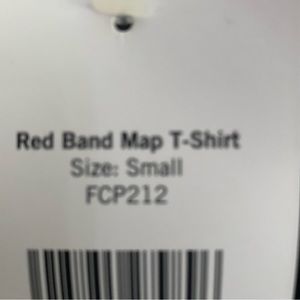 Red Band Map T-Shirt
Size: Small
FCP212